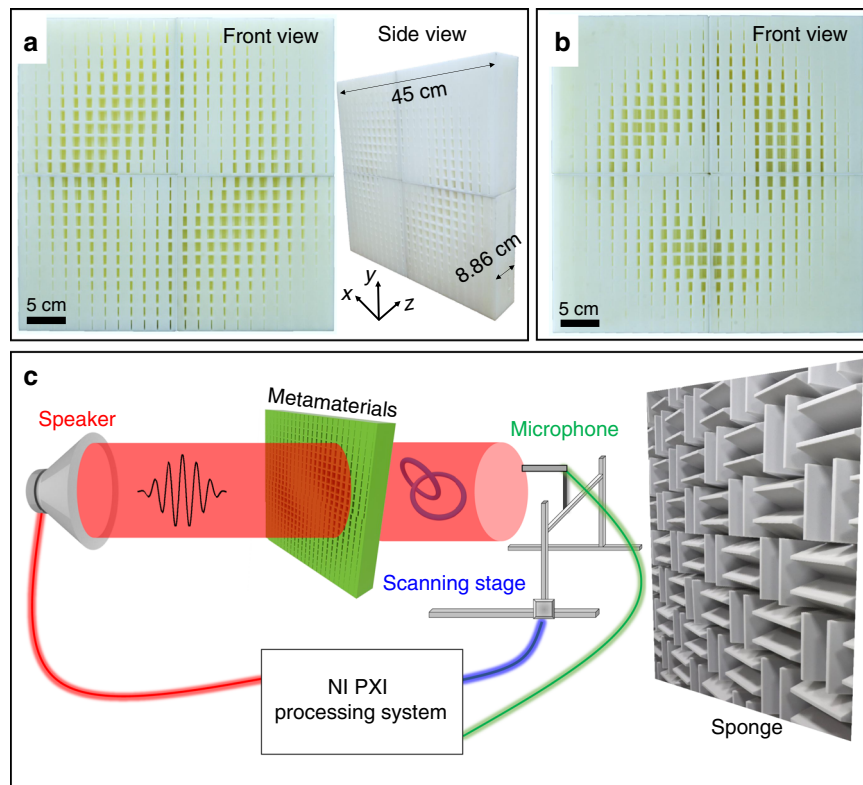 a
Front view
Side view
45 cm
8.86 cm
y
x
z
5 cm
b
Front view
5 cm
c
Speaker
Metamaterials
Microphone
Scanning stage
NI PXI
processing system
Sponge